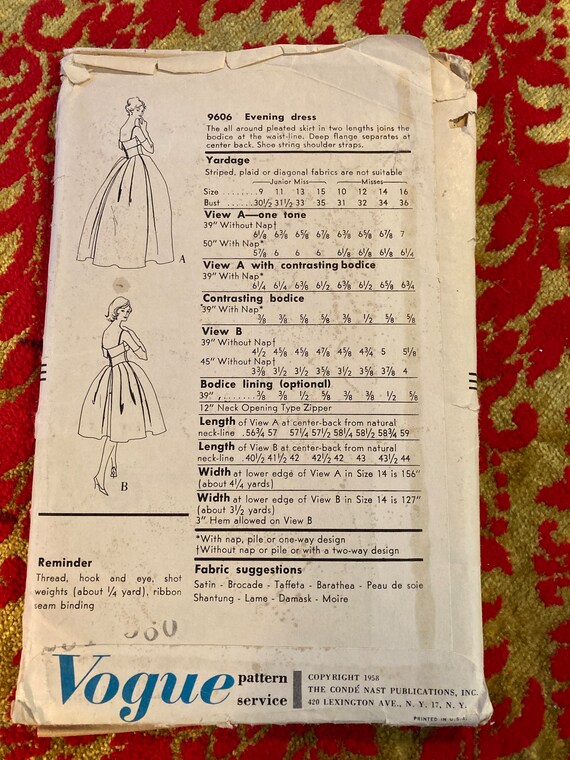 9606 Evening dress
The all around pleated skirt in two lengths joins the
bodice at the waist-line. Deep flange separates at
center back. Shoe string shoulder straps.
Yardage
Striped, plaid or diagonal fabrics are not suitable
Junior Miss Misses
Size ........ 9 11 13 15 10 12 14 16
Bust ........ 30½ 31½ 33 35 31 32 34 36
View A—one tone
39" Without Nap†
6⅛ 6⅜ 6⅝ 6⅞ 6⅜ 6⅝ 6⅞ 7
50" With Nap*
5⅞ 6 6 6 6⅛ 6⅛ 6⅛ 6¼
View A with contrasting bodice
39" With Nap*
6¼ 6¼ 6⅜ 6½ 6⅜ 6½ 6⅝ 6¾
Contrasting bodice
39" With Nap*
⅜ ⅜ ⅝ ⅝ ⅜ ½ ⅝ ⅝
View B
39" Without Nap†
4½ 4⅝ 4⅝ 4⅞ 4⅝ 4¾ 5 5⅛
45" Without Nap†
3⅜ 3½ 3½ 3⅝ 3½ 3⅝ 3⅞ 4
Bodice lining (optional)
39" ,....... ⅜ ⅜ ½ ⅝ ⅜ ⅜ ½ ⅝
12" Neck Opening Type Zipper
Length of View A at center-back from natural
neck-line .56¾ 57 57¼ 57½ 58¼ 58½ 58¾ 59
Length of View B at center-back from natural
neck-line .40½ 41½ 42 42½ 42 43 43½ 44
Width at lower edge of View A in Size 14 is 156"
(about 4¼ yards)
Width at lower edge of View B in Size 14 is 127"
(about 3½ yards)
3" Hem allowed on View B
*With nap, pile or one-way design
†Without nap or pile or with a two-way design
Fabric suggestions
Satin - Brocade - Taffeta - Barathea - Peau de soie
Shantung - Lame - Damask - Moire
A
B
Reminder
Thread, hook and eye, shot
weights (about ¼ yard), ribbon
seam binding
Vogue pattern service
COPYRIGHT 1958
THE CONDÉ NAST PUBLICATIONS, INC.
420 LEXINGTON AVE., N. Y. 17, N. Y.
PRINTED IN U.S.A.